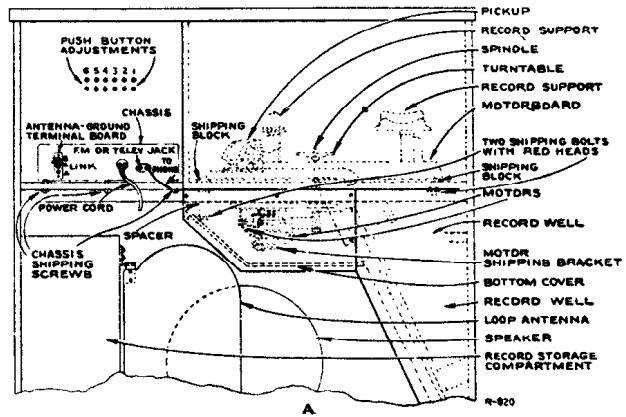 PUSH BUTTON
ADJUSTMENTS
6 5 4 3 2 1
CHASSIS
ANTENNA-GROUND
TERMINAL BOARD
F.M OR TELEV JACK
LINK
TO
PHONO
SHIPPING
BLOCK
POWER CORD
SPACER
CHASSIS
SHIPPING
SCREWS
PICKUP
RECORD SUPPORT
SPINDLE
TURNTABLE
RECORD SUPPORT
MOTORBOARD
TWO SHIPPING BOLTS
WITH RED HEADS
SHIPPING
BLOCK
MOTORS
RECORD WELL
MOTOR
SHIPPING BRACKET
BOTTOM COVER
RECORD WELL
LOOP ANTENNA
SPEAKER
RECORD STORAGE
COMPARTMENT
R-820
A